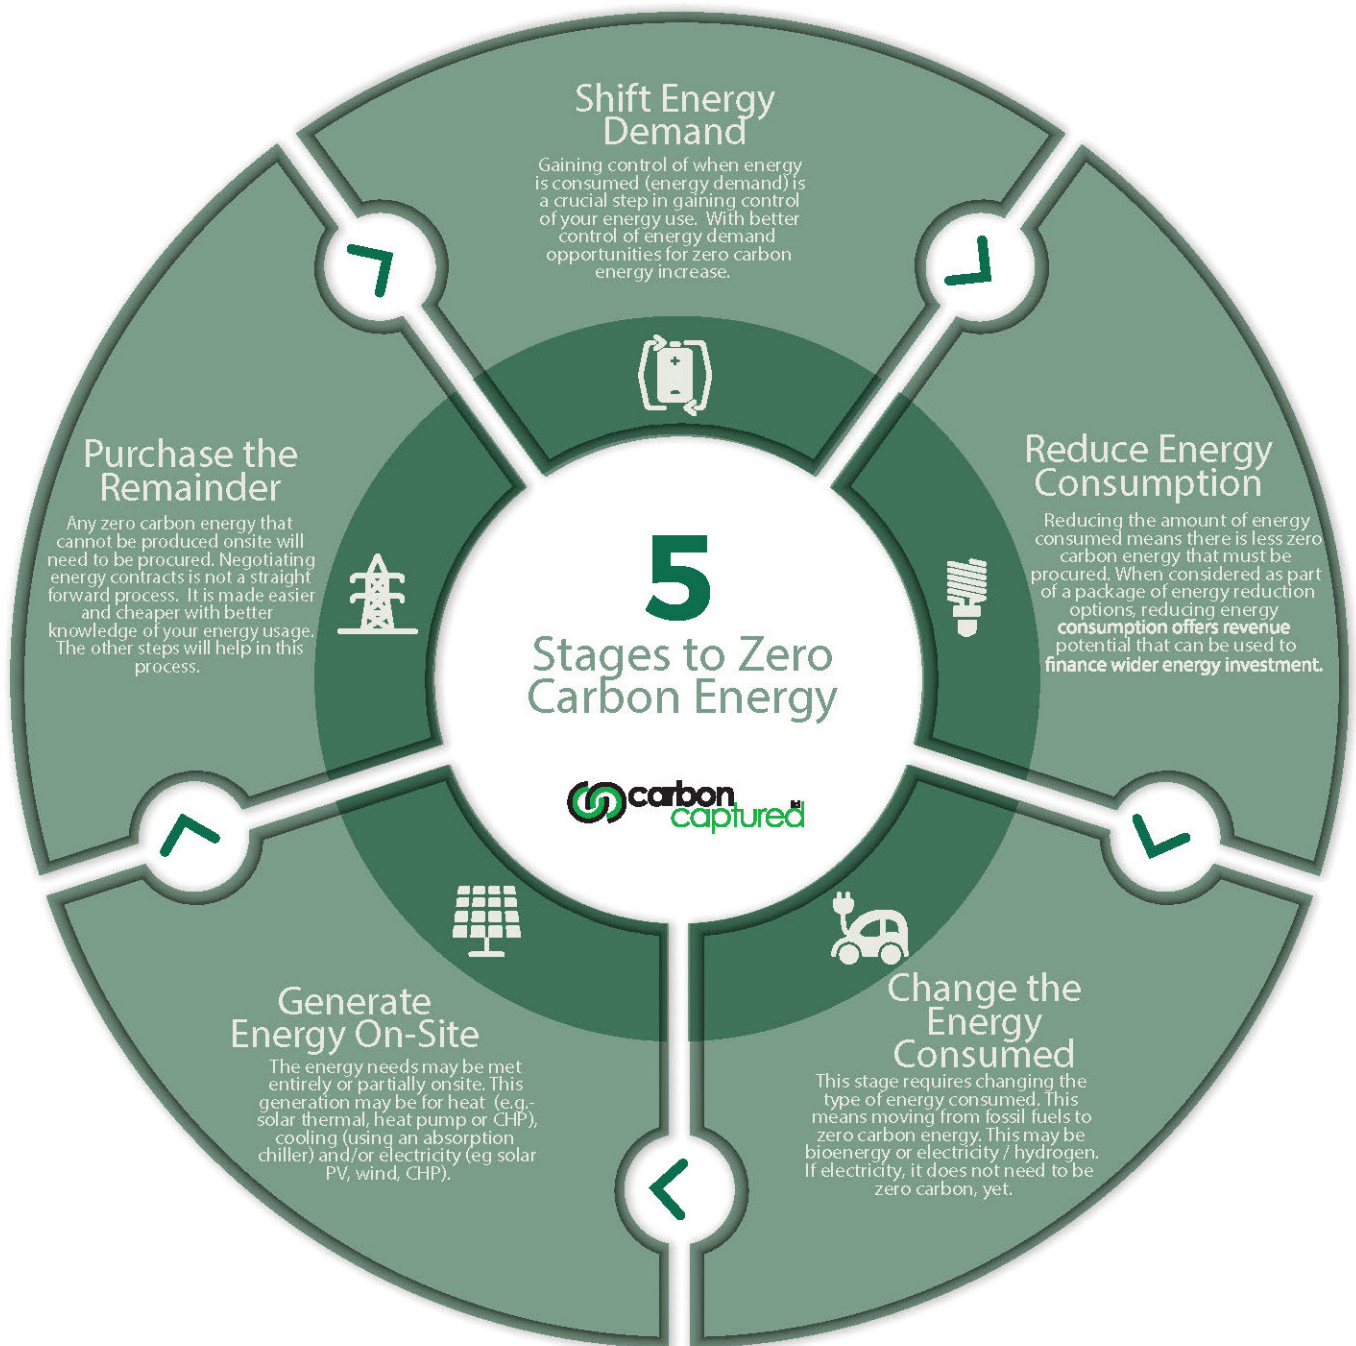 Shift Energy
Demand
Gaining control of when energy
is consumed (energy demand) is
a crucial step in gaining control
of your energy use. With better
control of energy demand
opportunities for zero carbon
energy increase.
Reduce Energy
Consumption
Reducing the amount of energy
consumed means there is less zero
carbon energy that must be
procured. When considered as part
of a package of energy reduction
options, reducing energy
consumption offers revenue
potential that can be used to
finance wider energy investment.
Change the
Energy
Consumed
This stage requires changing the
type of energy consumed. This
means moving from fossil fuels to
zero carbon energy. This may be
bioenergy or electricity / hydrogen.
If electricity, it does not need to be
zero carbon, yet.
Generate
Energy On-Site
The energy needs may be met
entirely or partially onsite. This
generation may be for heat (e.g.-
solar thermal, heat pump or CHP),
cooling (using an absorption
chiller) and/or electricity (eg solar
PV, wind, CHP).
Purchase the
Remainder
Any zero carbon energy that
cannot be produced onsite will
need to be procured. Negotiating
energy contracts is not a straight
forward process. It is made easier
and cheaper with better
knowledge of your energy usage.
The other steps will help in this
process.
5
Stages to Zero
Carbon Energy
carbon
captured ltd